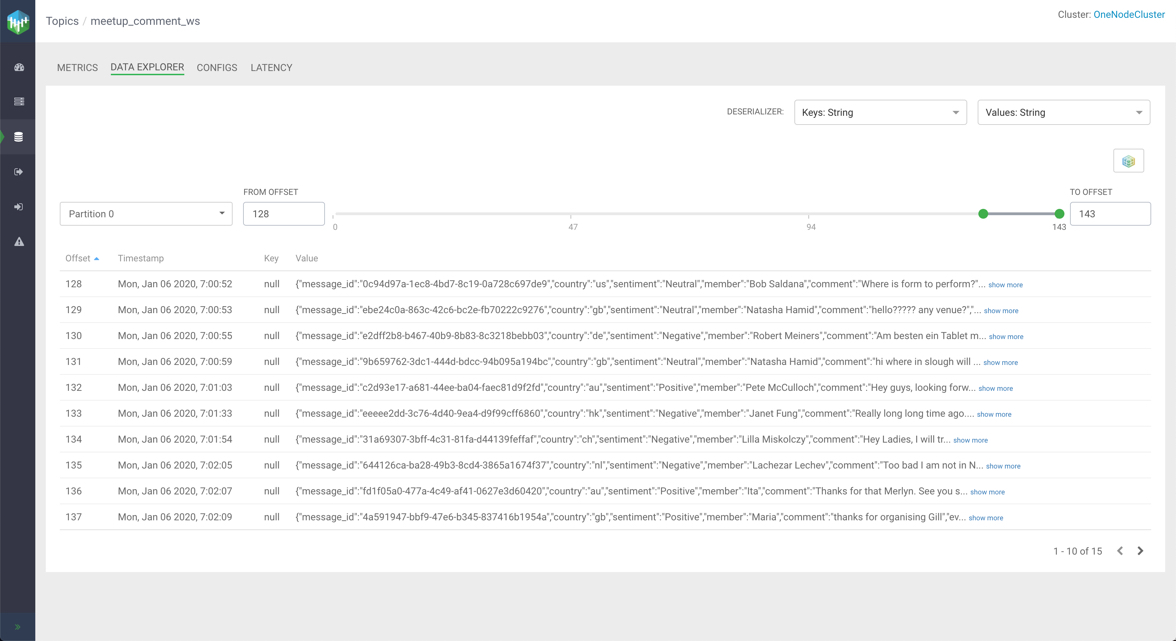 Topics / meetup_comment_ws
Cluster: OneNodeCluster
METRICS DATA EXPLORER CONFIGS LATENCY
DESERIALIZER: Keys: String Values: String
FROM OFFSET TO OFFSET
Partition 0 128 143
0 47 94 143
Offset Timestamp Key Value
128 Mon, Jan 06 2020, 7:00:52 null {"message_id":"0c94d97a-1ec8-4bd7-8c19-0a728c697de9","country":"us","sentiment":"Neutral","member":"Bob Saldana","comment":"Where is form to perform?"... show more
129 Mon, Jan 06 2020, 7:00:53 null {"message_id":"ebe24c0a-863c-42c6-bc2e-fb70222c9276","country":"gb","sentiment":"Neutral","member":"Natasha Hamid","comment":"hello????? any venue?","... show more
130 Mon, Jan 06 2020, 7:00:55 null {"message_id":"e2dff2b8-b467-40b9-8b83-8c3218bebb03","country":"de","sentiment":"Negative","member":"Robert Meiners","comment":"Am besten ein Tablet m... show more
131 Mon, Jan 06 2020, 7:00:59 null {"message_id":"9b659762-3dc1-444d-bdcc-94b095a194bc","country":"gb","sentiment":"Neutral","member":"Natasha Hamid","comment":"hi where in slough will ... show more
132 Mon, Jan 06 2020, 7:01:03 null {"message_id":"c2d93e17-a681-44ee-ba04-faec81d9f2fd","country":"au","sentiment":"Positive","member":"Pete McCulloch","comment":"Hey guys, looking forw... show more
133 Mon, Jan 06 2020, 7:01:33 null {"message_id":"eeeee2dd-3c76-4d40-9ea4-d9f99cff6860","country":"hk","sentiment":"Negative","member":"Janet Fung","comment":"Really long long time ago.... show more
134 Mon, Jan 06 2020, 7:01:54 null {"message_id":"31a69307-3bff-4c31-81fa-d44139feffaf","country":"ch","sentiment":"Negative","member":"Lilla Miskolczy","comment":"Hey Ladies, I will tr... show more
135 Mon, Jan 06 2020, 7:02:05 null {"message_id":"644126ca-ba28-49b3-8cd4-3865a1674f37","country":"nl","sentiment":"Negative","member":"Lachezar Lechev","comment":"Too bad I am not in N... show more
136 Mon, Jan 06 2020, 7:02:07 null {"message_id":"fd1f05a0-477a-4c49-af41-0627e3d60420","country":"au","sentiment":"Positive","member":"Ita","comment":"Thanks for that Merlyn. See you s... show more
137 Mon, Jan 06 2020, 7:02:09 null {"message_id":"4a591947-bbf9-47e6-b345-837416b1954a","country":"gb","sentiment":"Positive","member":"Maria","comment":"thanks for organising Gill","ev... show more
1 - 10 of 15